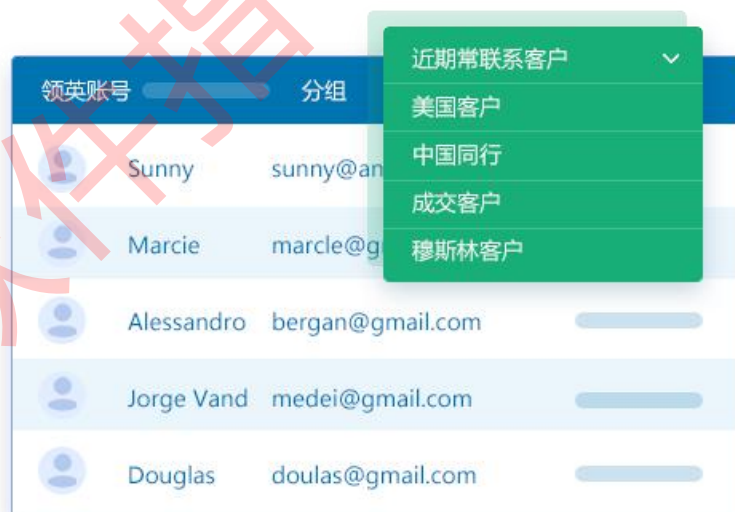 近期常联系客户
领英账号 分组
美国客户
中国同行
成交客户
穆斯林客户
Sunny sunny@an
Marcie marcle@g
Alessandro bergan@gmail.com
Jorge Vand medei@gmail.com
Douglas doulas@gmail.com
件指